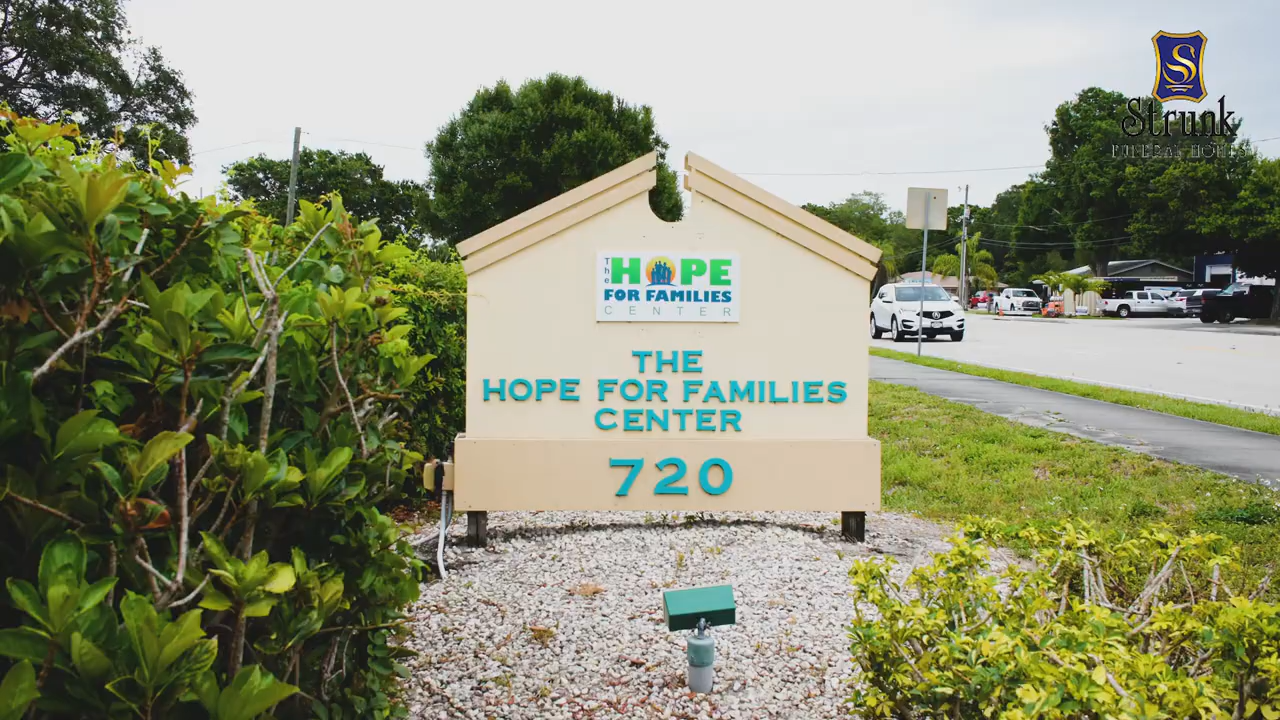 Strunk
FUNERAL HOMES
The HOPE
FOR FAMILIES
CENTER
THE
HOPE FOR FAMILIES
CENTER
720